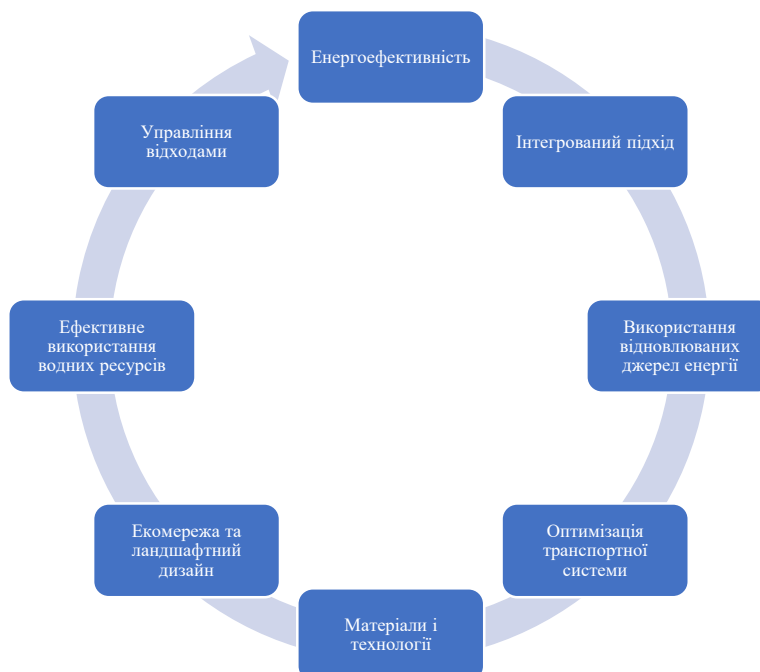 Енергоефективність
Інтегрований підхід
Використання
відновлюваних
джерел енергії
Оптимізація
транспортної
системи
Матеріали і
технології
Екомережа та
ландшафтний
дизайн
Ефективне
використання
водних ресурсів
Управління
відходами